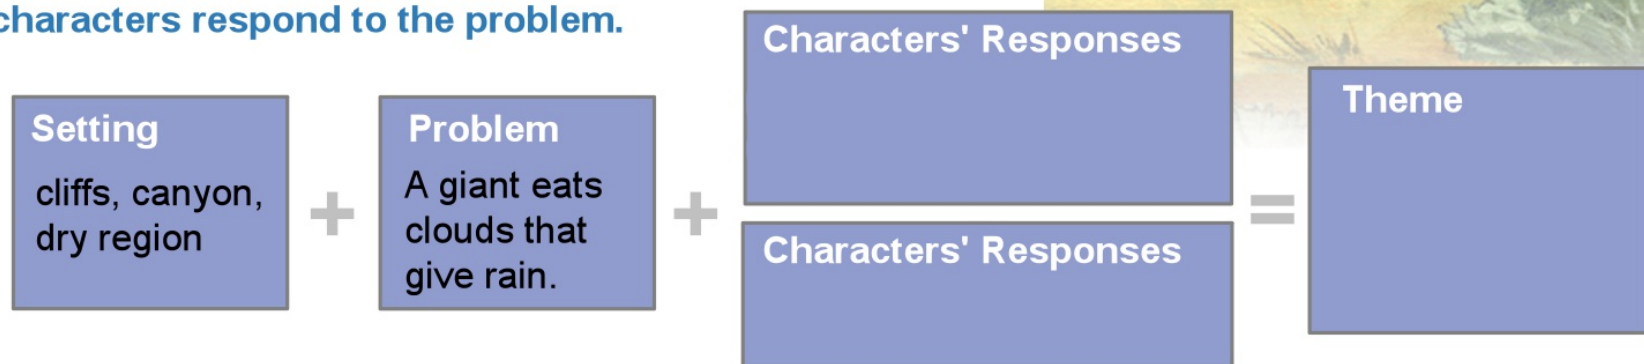 characters respond to the problem.
Setting
cliffs, canyon,
dry region
+
Problem
A giant eats
clouds that
give rain.
+
Characters' Responses
Characters' Responses
=
Theme